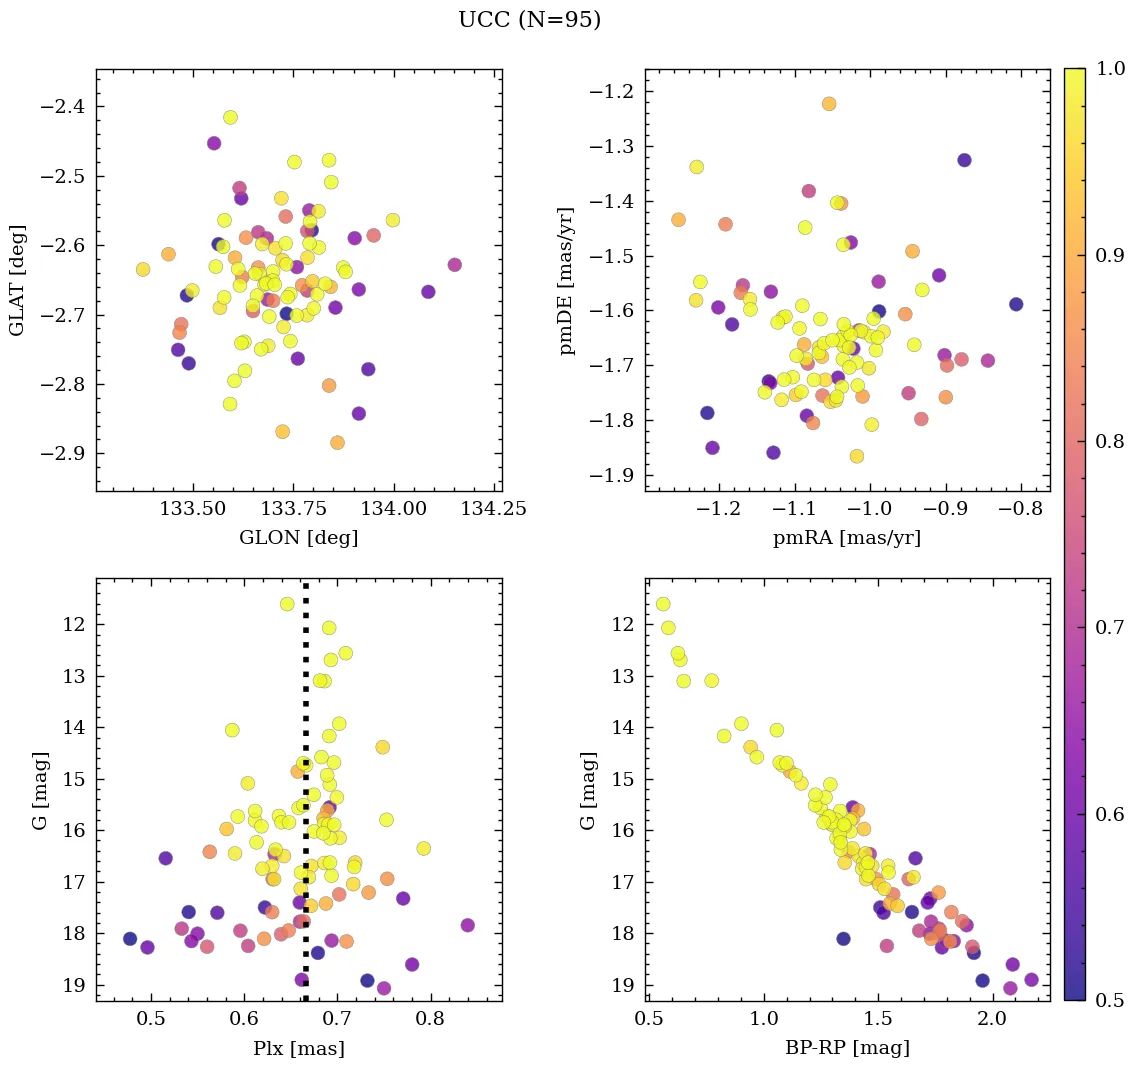 UCC (N=95)
−2.4
−2.5
−2.6
−2.7
−2.8
−2.9
GLAT [deg]
133.50 133.75 134.00 134.25
GLON [deg]
−1.2
−1.3
−1.4
−1.5
−1.6
−1.7
−1.8
−1.9
pmDE [mas/yr]
−1.2 −1.1 −1.0 −0.9 −0.8
pmRA [mas/yr]
1.0
0.9
0.8
0.7
0.6
0.5
12
13
14
15
16
17
18
19
G [mag]
0.5 0.6 0.7 0.8
Plx [mas]
12
13
14
15
16
17
18
19
G [mag]
0.5 1.0 1.5 2.0
BP-RP [mag]